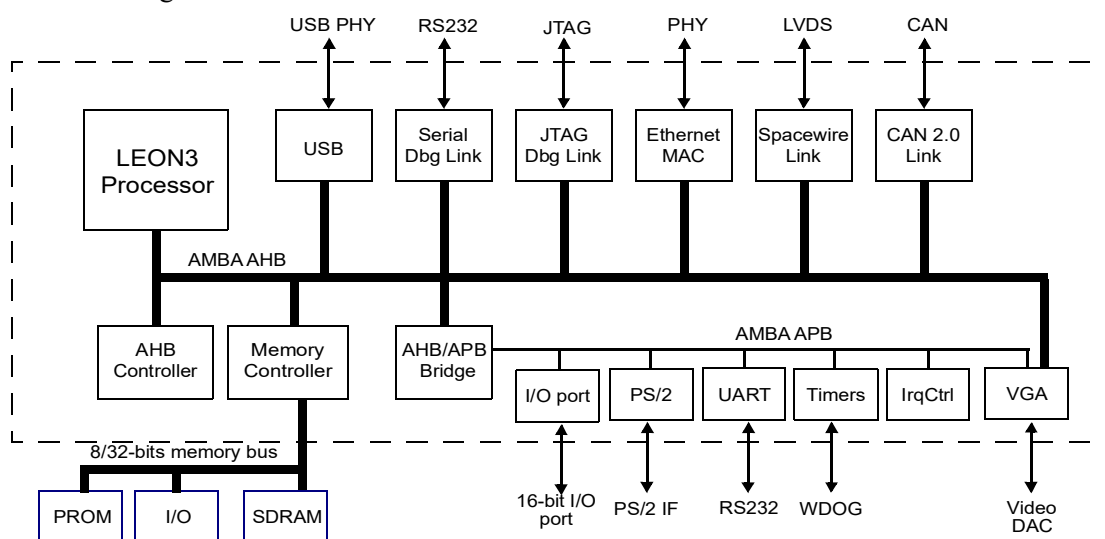 USB PHY
RS232
JTAG
PHY
LVDS
CAN
LEON3
Processor
USB
Serial
Dbg Link
JTAG
Dbg Link
Ethernet
MAC
Spacewire
Link
CAN 2.0
Link
AMBA AHB
AHB
Controller
Memory
Controller
AHB/APB
Bridge
AMBA APB
I/O port
PS/2
UART
Timers
IrqCtrl
VGA
8/32-bits memory bus
PROM
I/O
SDRAM
16-bit I/O
port
PS/2 IF
RS232
WDOG
Video
DAC